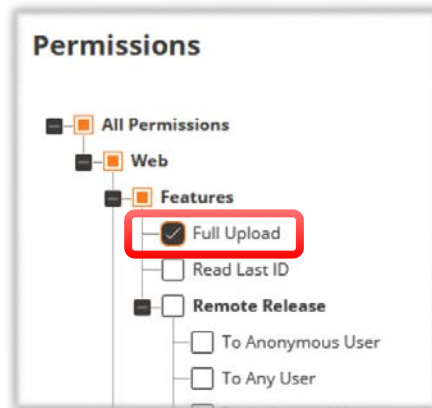 Permissions
All Permissions
Web
Features
Full Upload
Read Last ID
Remote Release
To Anonymous User
To Any User